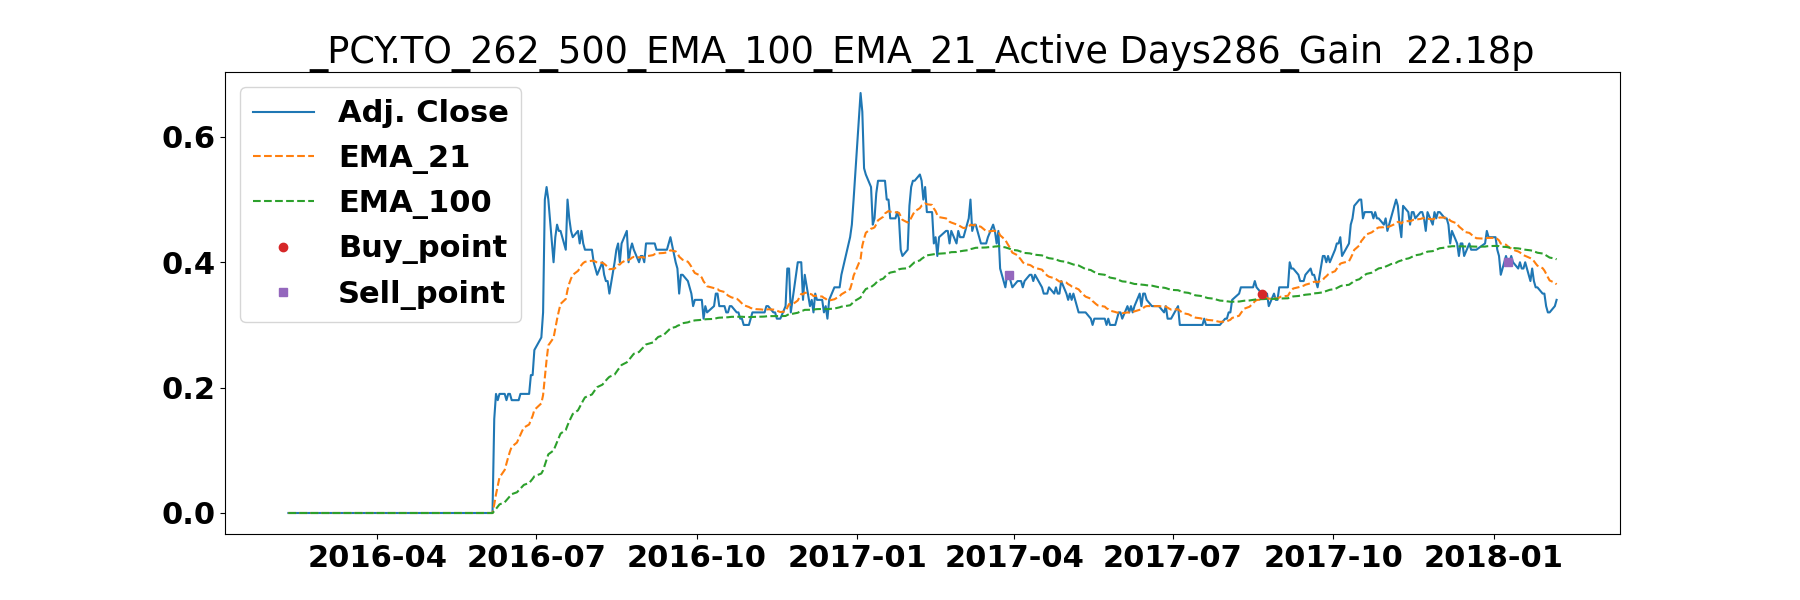 _PCY.TO_262_500_EMA_100_EMA_21_Active Days286_Gain  22.18p
Adj. Close
EMA_21
EMA_100
Buy_point
Sell_point
0.6
0.4
0.2
0.0
2016-04 2016-07 2016-10 2017-01 2017-04 2017-07 2017-10 2018-01